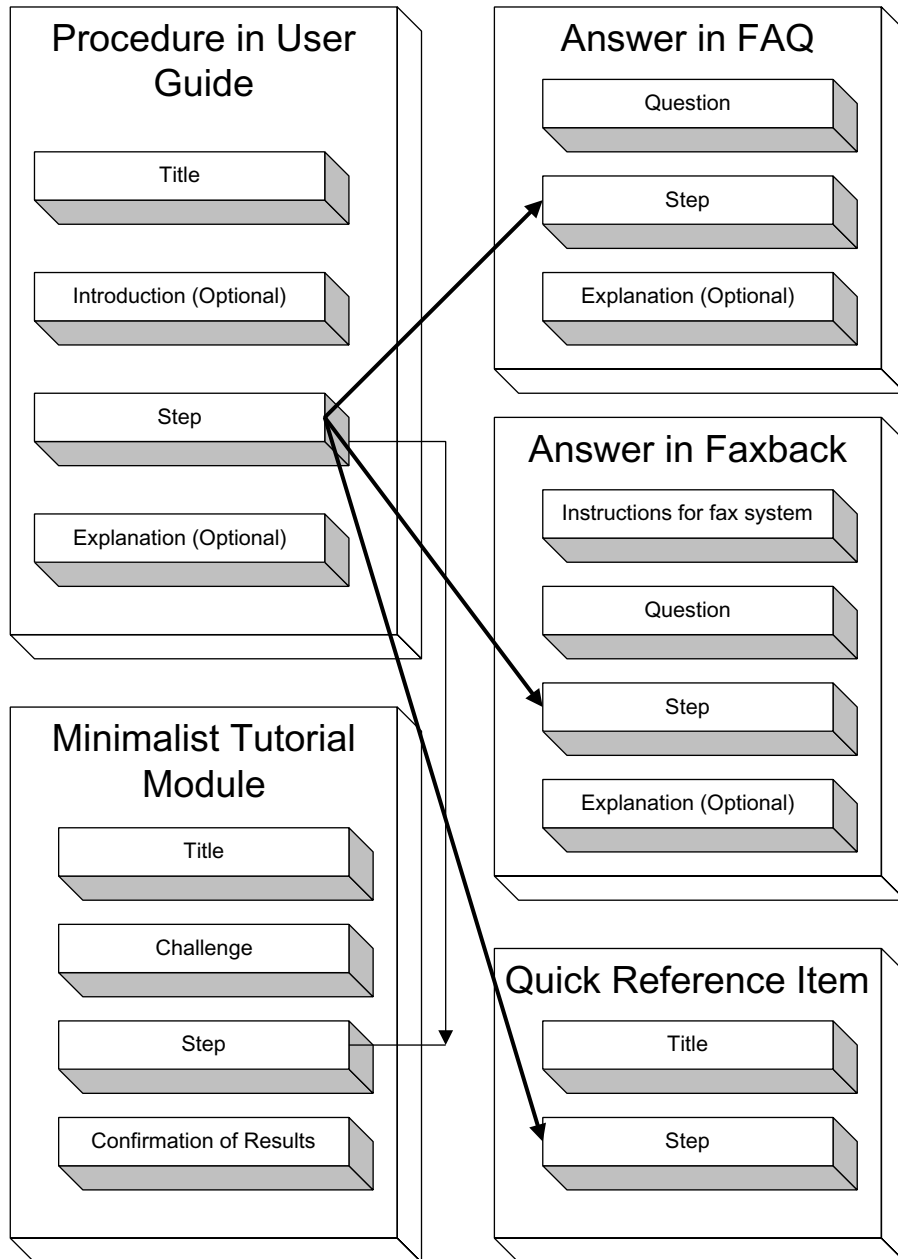 Procedure in User
Guide
Title
Introduction (Optional)
Step
Explanation (Optional)
Minimalist Tutorial
Module
Title
Challenge
Step
Confirmation of Results
Answer in FAQ
Question
Step
Explanation (Optional)
Answer in Faxback
Instructions for fax system
Question
Step
Explanation (Optional)
Quick Reference Item
Title
Step